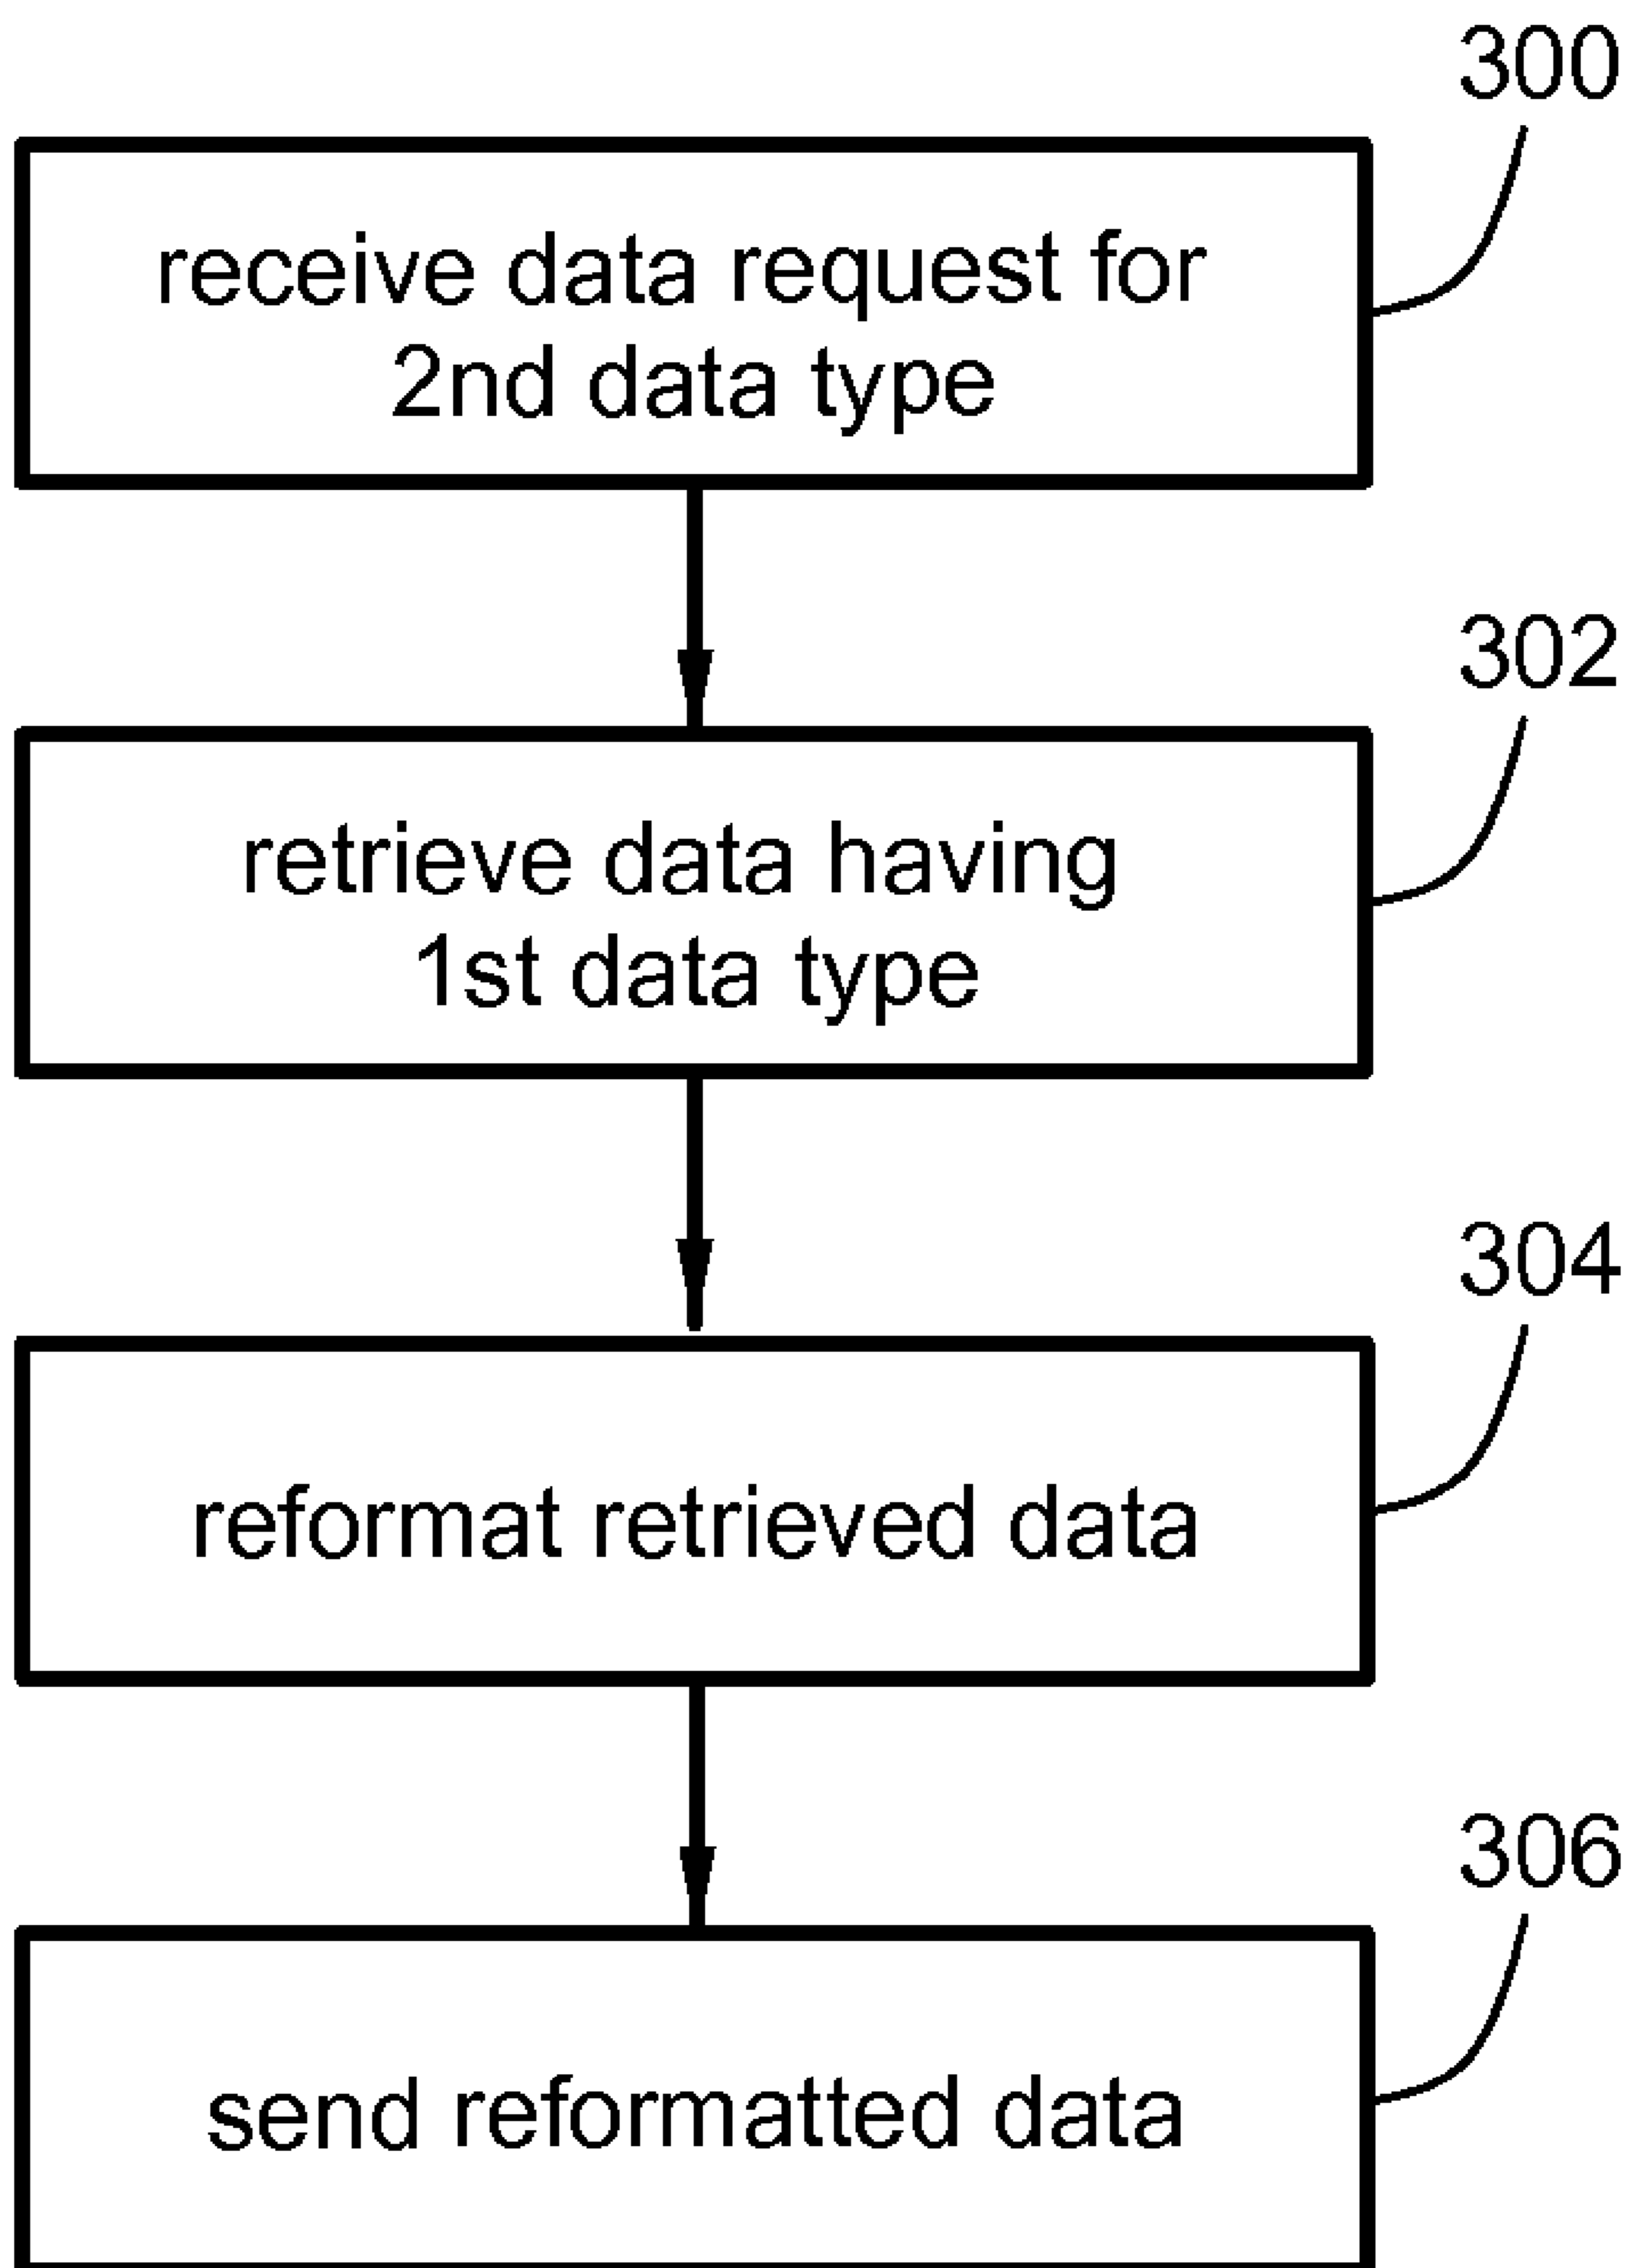 300
receive data request for
2nd data type
302
retrieve data having
1st data type
304
reformat retrieved data
306
send reformatted data